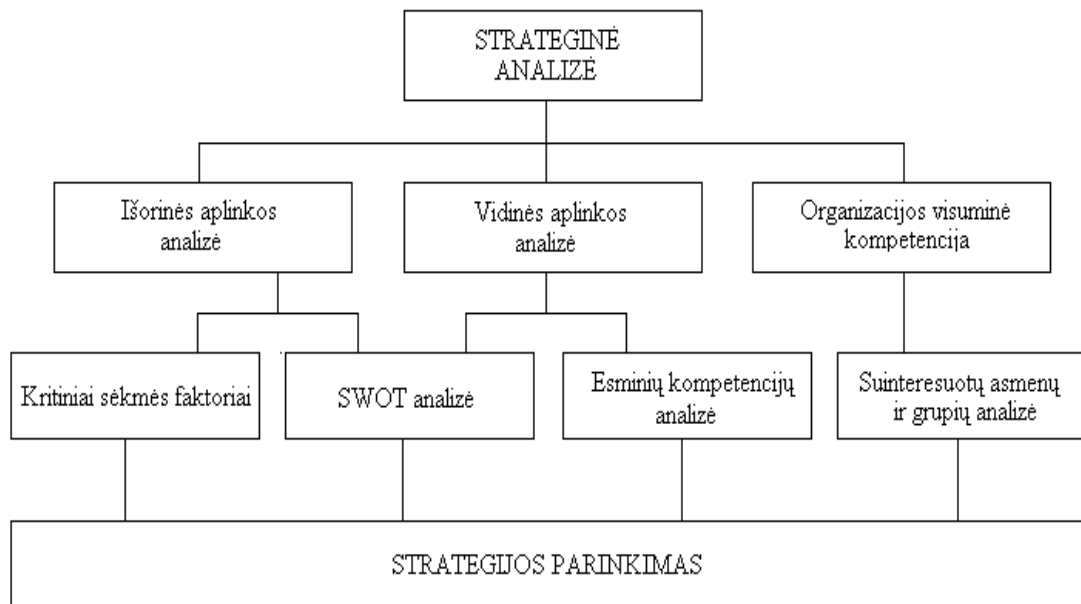 STRATEGINĖ
ANALIZĖ
Išorinės aplinkos
analizė
Vidinės aplinkos
analizė
Organizacijos visuminė
kompetencija
Kritiniai sėkmės faktoriai
SWOT analizė
Esminių kompetencijų
analizė
Suinteresuotų asmenų
ir grupių analizė
STRATEGIJOS PARINKIMAS